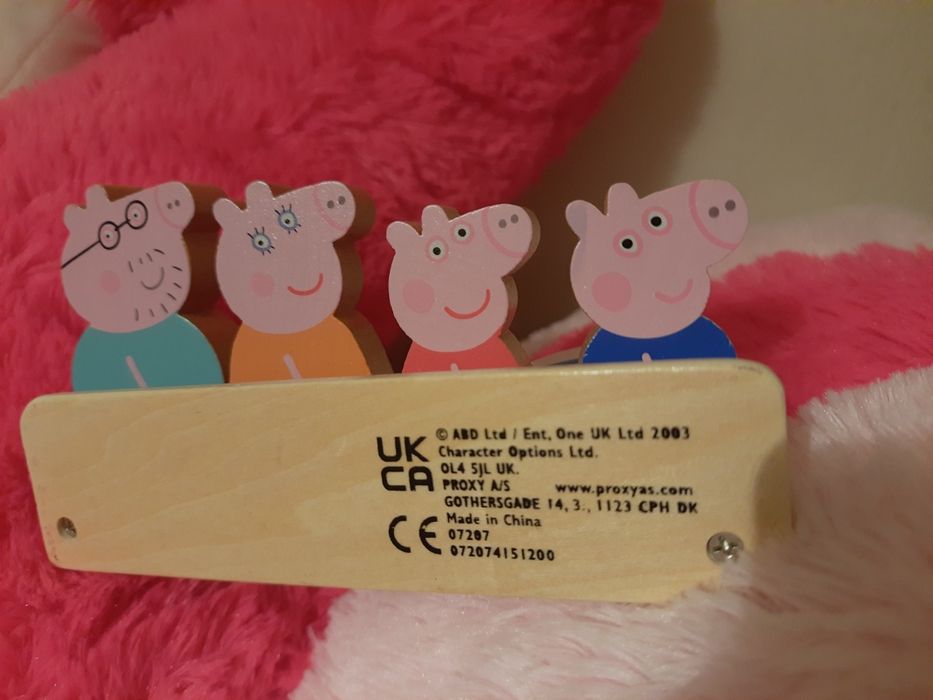 UK
CA
© ABD Ltd / Ent, One UK Ltd 2003
Character Options Ltd.
OL4 5JL UK.
PROXY A/S www.proxyas.com
GOTHERSGADE 14, 3., 1123 CPH DK
CE Made in China
07207
072074151200